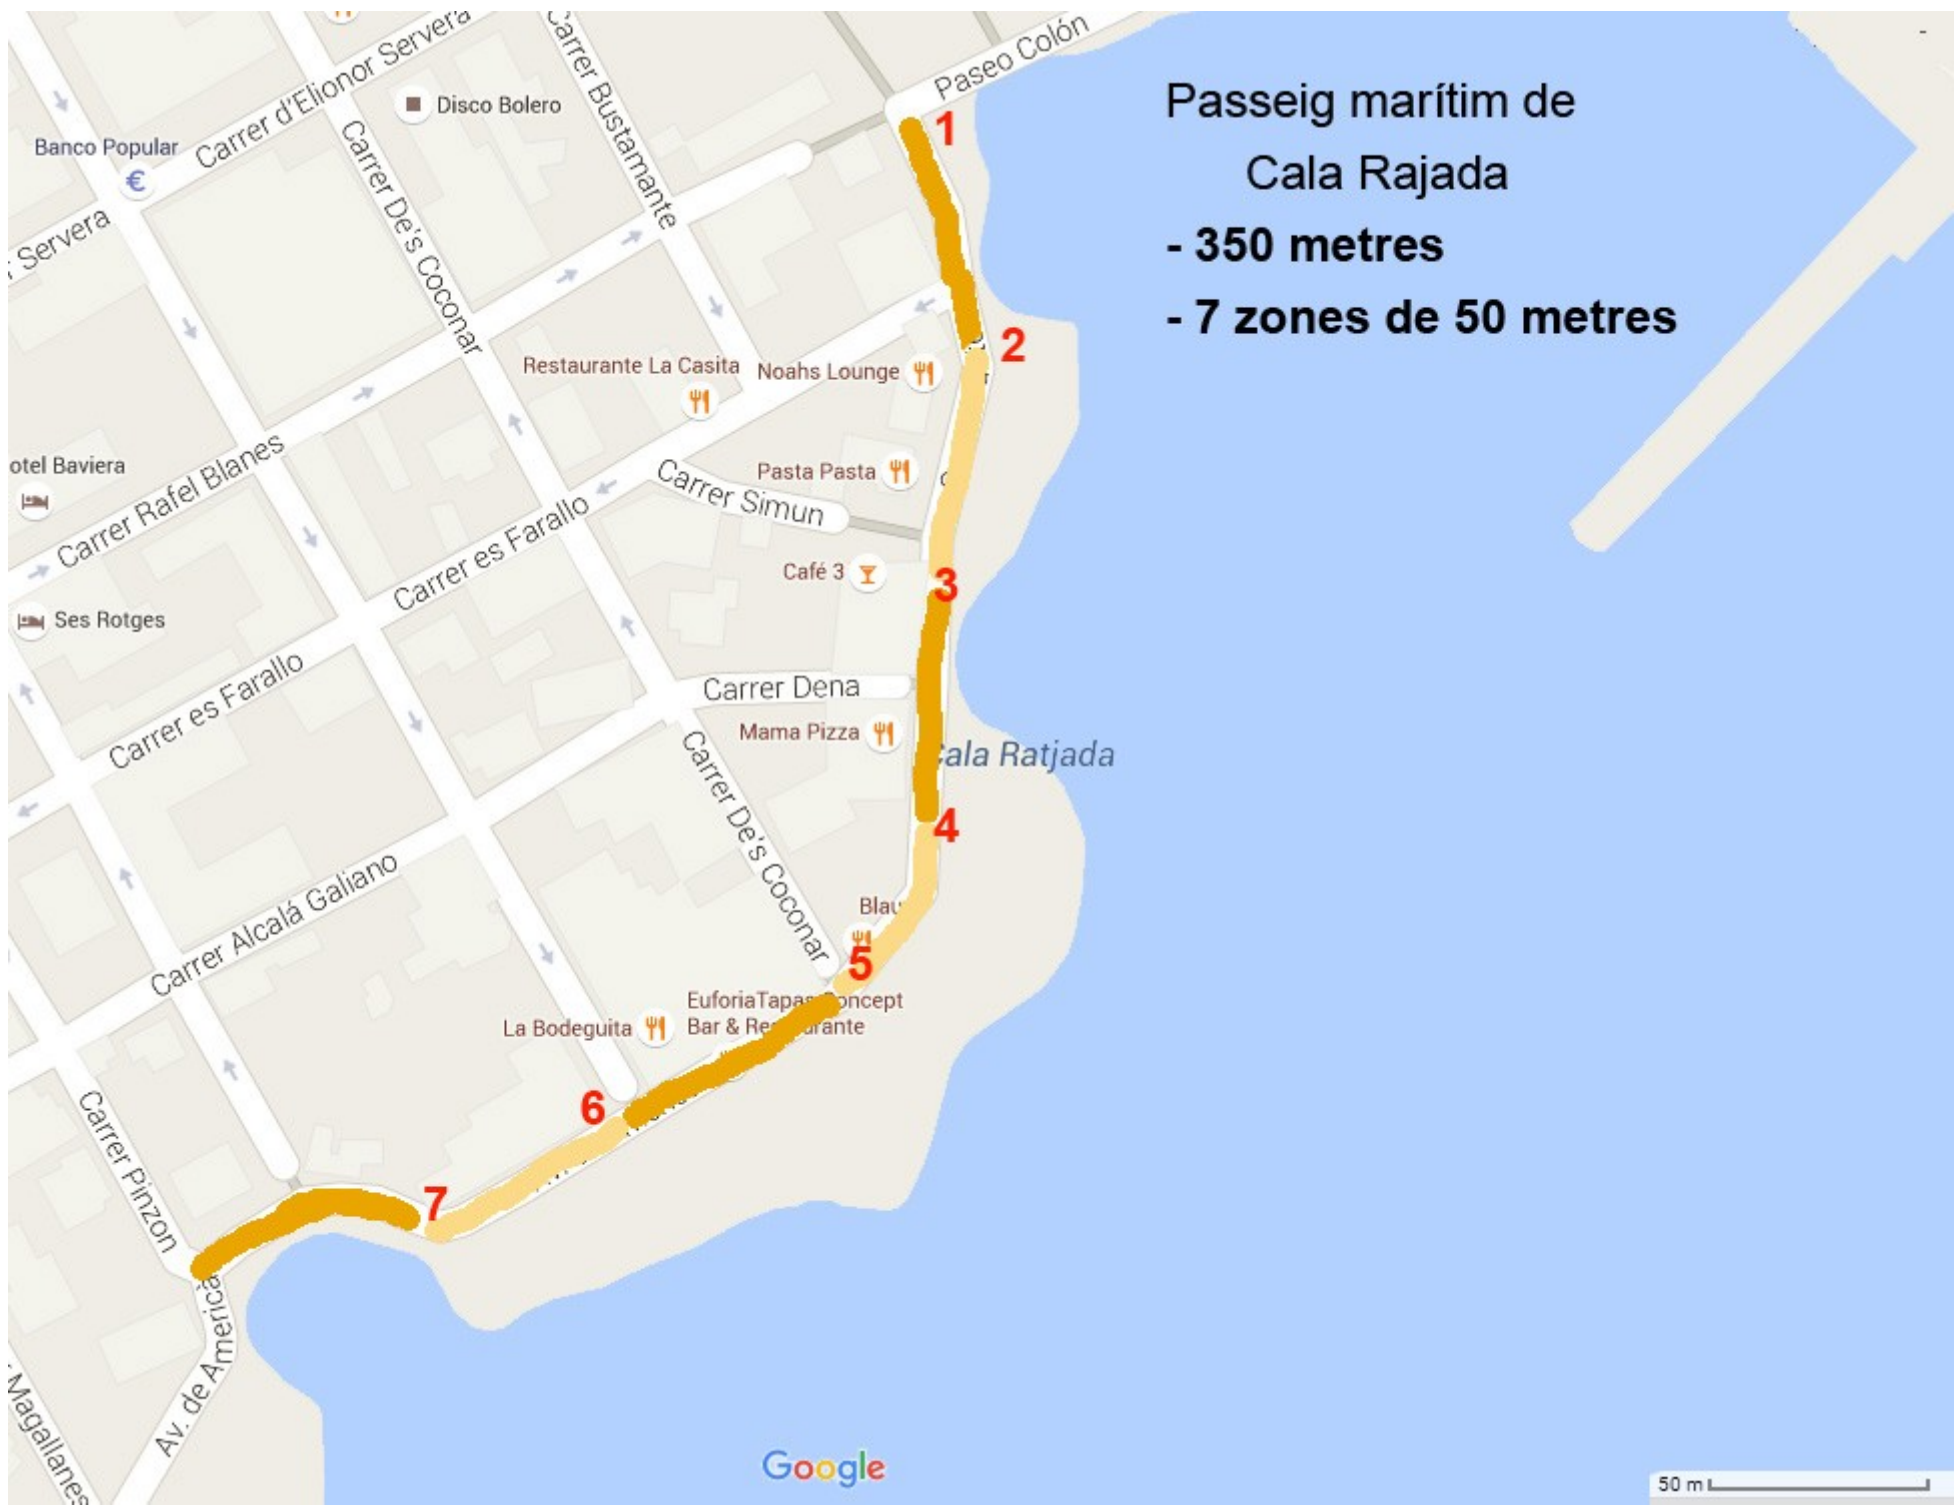 Paseo Colón
Passeig marítim de
Cala Rajada
- 350 metres
- 7 zones de 50 metres
Carrer d'Elionor Servera
Carrer Bustamante
Disco Bolero
1
Banco Popular
€
Servera
Carrer De's Coconar
2
Restaurante La Casita
Noahs Lounge
otel Baviera
Carrer Rafel Blanes
Pasta Pasta
Carrer Simun
Carrer es Farallo
Café 3
3
Ses Rotges
Carrer es Farallo
Carrer Dena
Mama Pizza
Cala Ratjada
Carrer De's Coconar
4
Carrer Alcalá Galiano
Blau
5
EuforiaTapas Concept
Bar & Restaurante
La Bodeguita
6
Carrer Pinzon
7
Av. de America
Magallanes
Google
50 m